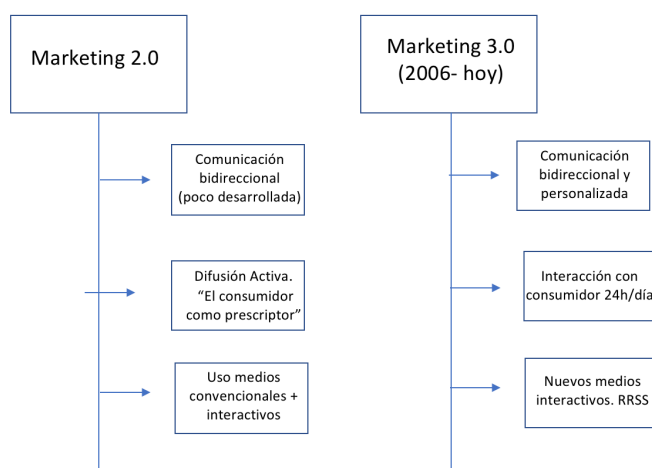 Marketing 2.0
Comunicación
bidireccional
(poco desarrollada)
Difusión Activa.
“El consumidor
como prescriptor”
Uso medios
convencionales +
interactivos
Marketing 3.0
(2006- hoy)
Comunicación
bidireccional y
personalizada
Interacción con
consumidor 24h/día
Nuevos medios
interactivos. RRSS